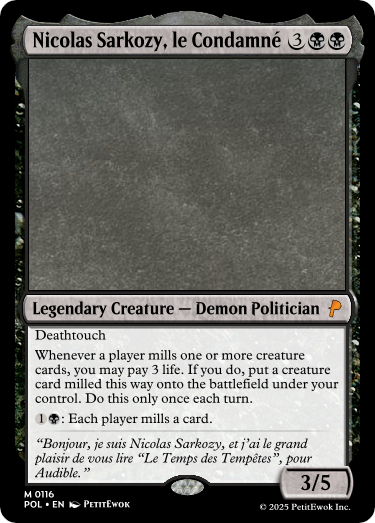 Nicolas Sarkozy, le Condamné 3
Legendary Creature — Demon Politician
Deathtouch
Whenever a player mills one or more creature
cards, you may pay 3 life. If you do, put a creature
card milled this way onto the battlefield under your
control. Do this only once each turn.
1: Each player mills a card.
“Bonjour, je suis Nicolas Sarkozy, et j'ai le grand
plaisir de vous lire “Le Temps des Tempêtes”, pour
Audible.”
3/5
M 0116
POL • EN PetitEwok
© 2025 PetitEwok Inc.